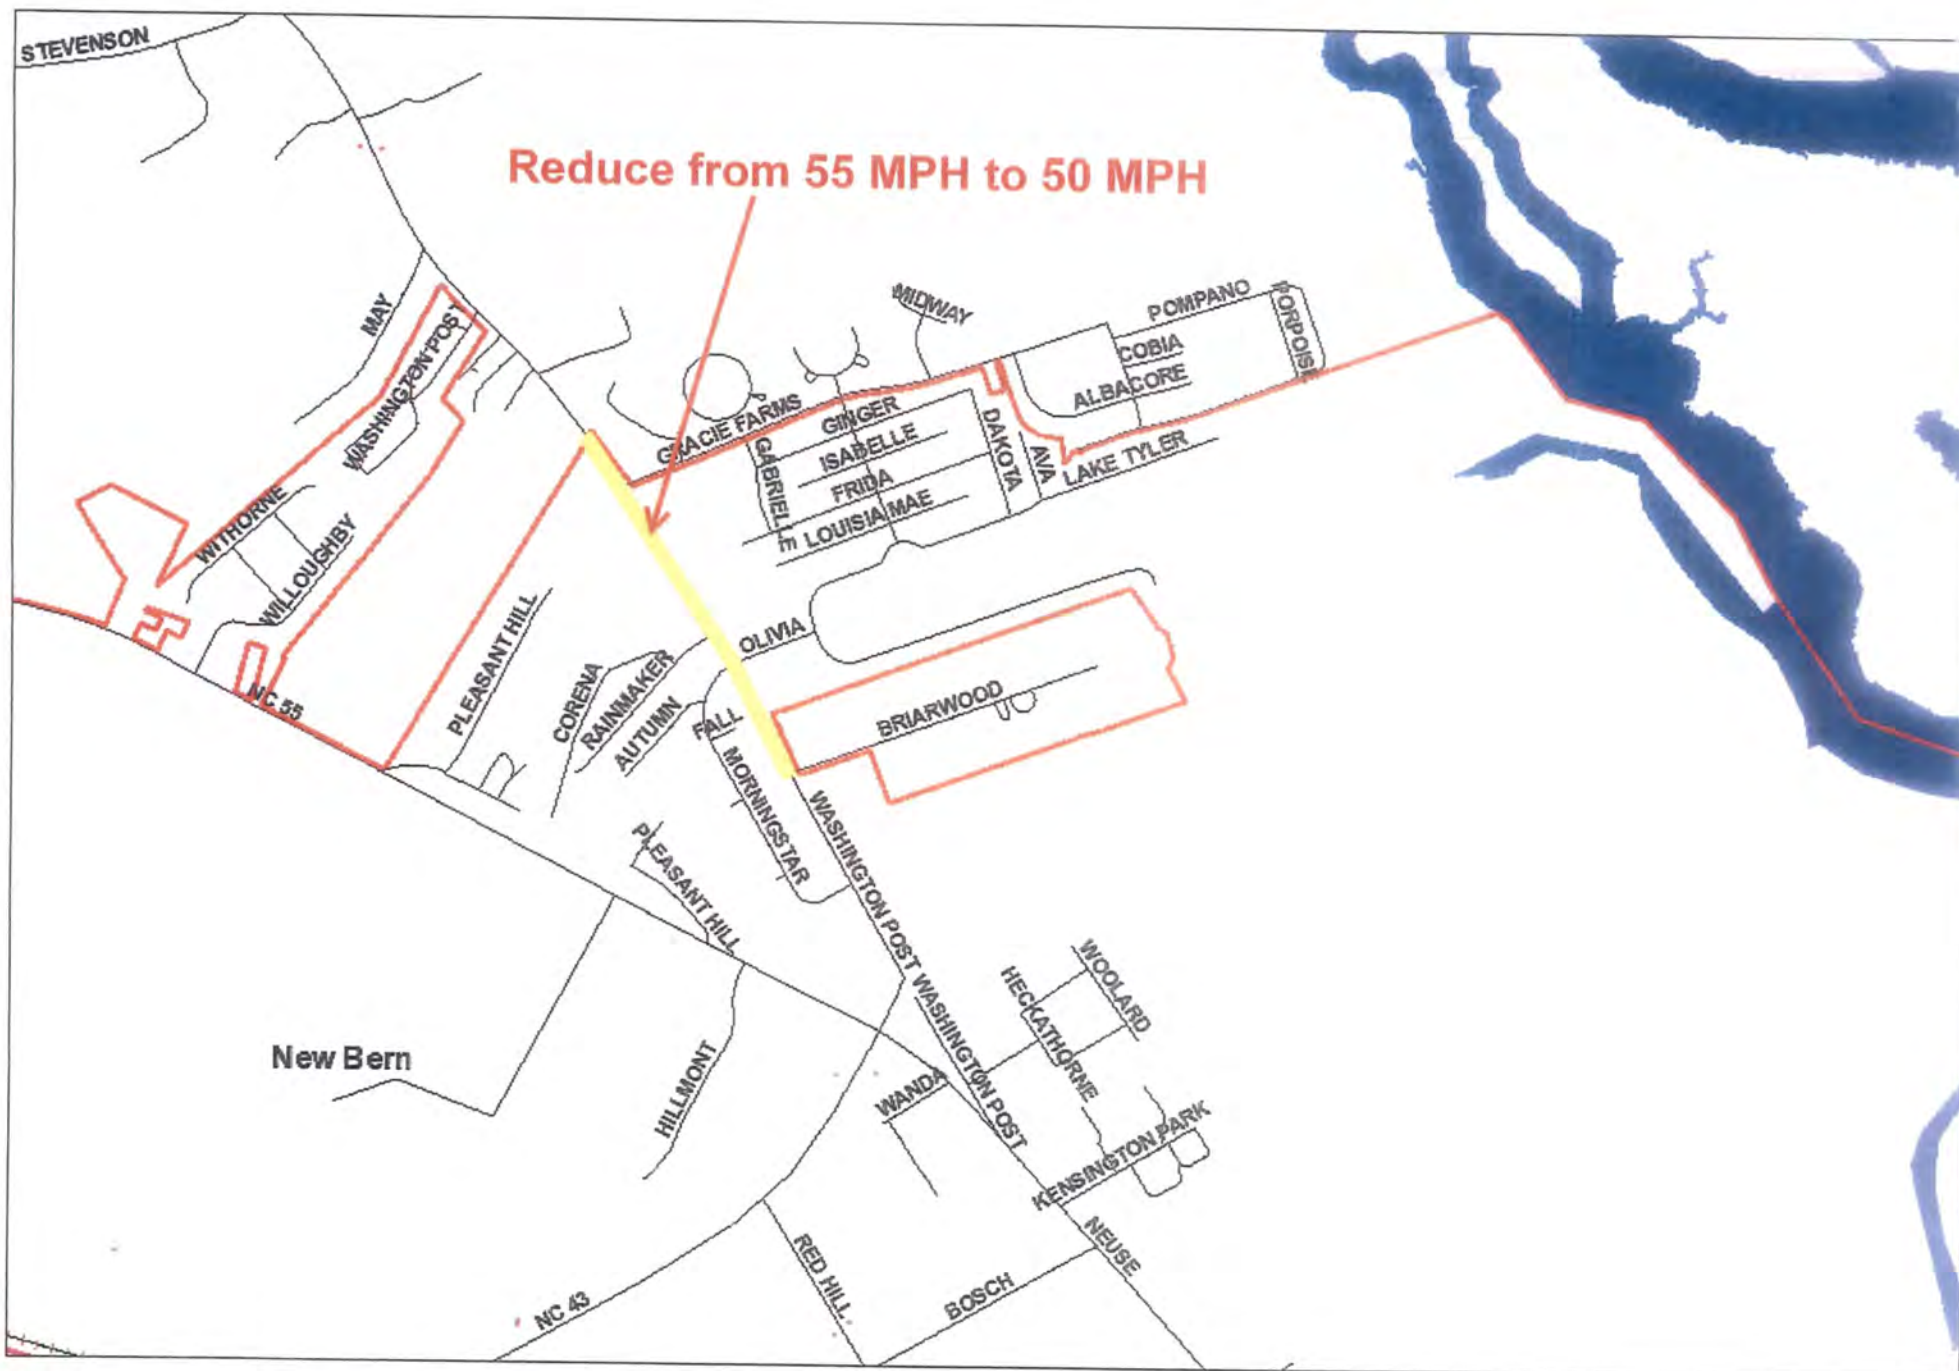 STEVENSON
Reduce from 55 MPH to 50 MPH
MAY
WASHINGTON POST
MIDWAY
POMPANO
PORPOISE
COBIA
ALBACORE
GRACIE FARMS
GINGER
ISABELLE
FRIDA
LOUISIA MAE
GABRIELLE
DAKOTA
AVA
LAKE TYLER
WITHORNE
WILLOUGHBY
PLEASANT HILL
NC 55
CORENA
RAINMAKER
AUTUMN
FALL
OLIVIA
BRIARWOOD
MORNINGSTAR
WASHINGTON POST
PLEASANT HILL
WASHINGTON POST
HECKATHORNE
WOOLARD
New Bern
HILLMONT
WANDA
KENSINGTON PARK
NEUSE
RED HILL
BOSCH
NC 43